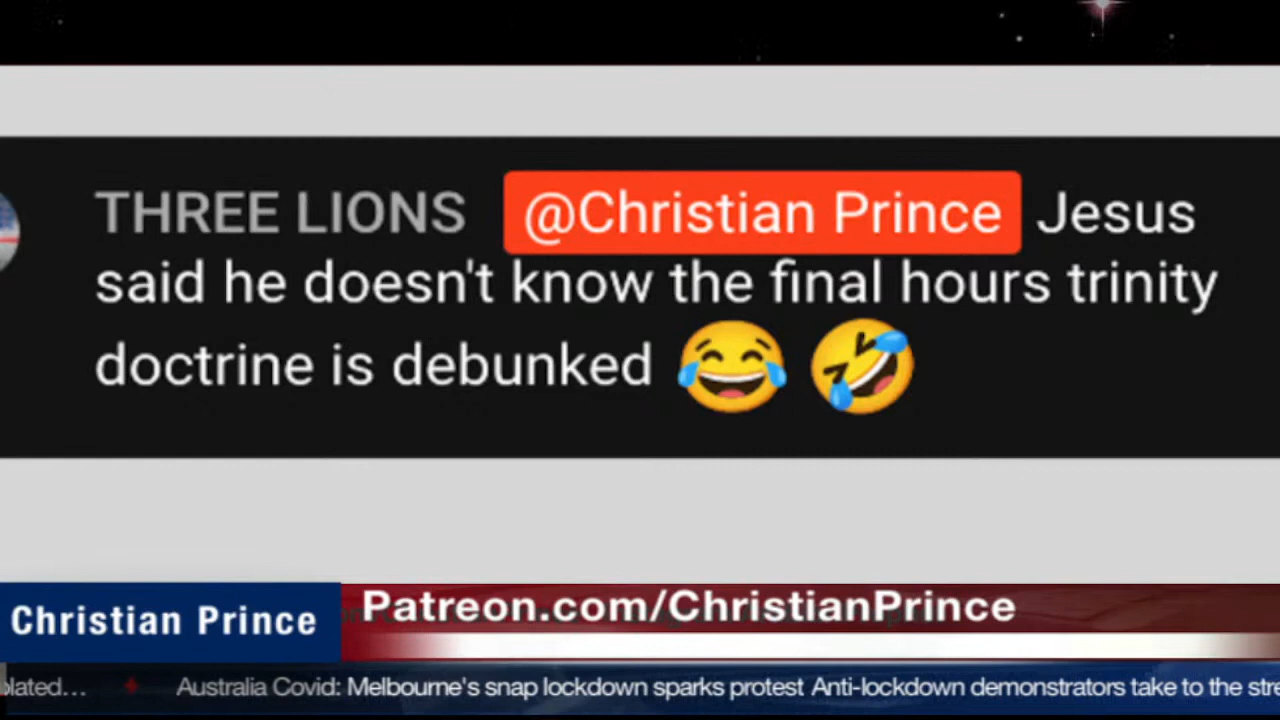 THREE LIONS @Christian Prince Jesus
said he doesn't know the final hours trinity
doctrine is debunked 😂 🤣
Patreon.com/ChristianPrince
Christian Prince
Australia Covid: Melbourne's snap lockdown sparks protest Anti-lockdown demonstrators take to the